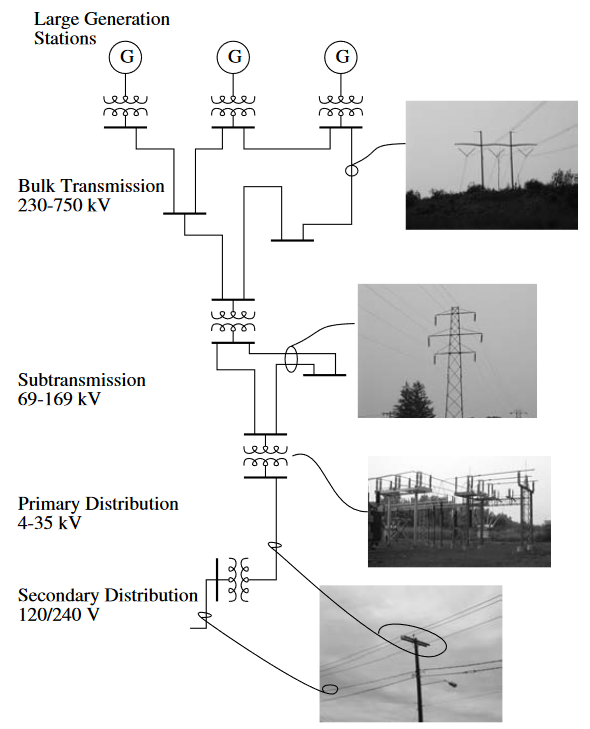 Large Generation
Stations
G
G
G
Bulk Transmission
230-750 kV
Subtransmission
69-169 kV
Primary Distribution
4-35 kV
Secondary Distribution
120/240 V